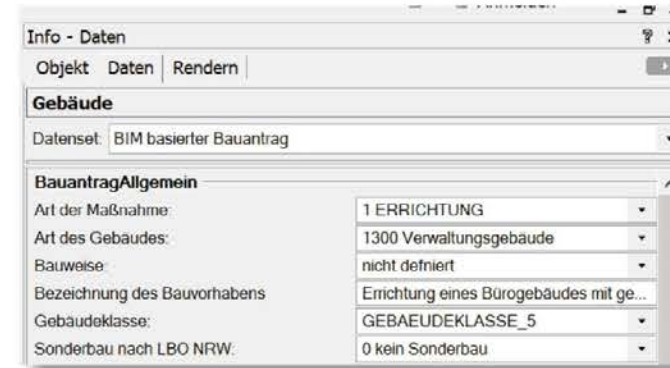 Info - Daten
Objekt Daten Rendern
Gebäude
Datenset: BIM basierter Bauantrag
BauantragAllgemein
Art der Maßnahme: 1 ERRICHTUNG
Art des Gebäudes: 1300 Verwaltungsgebäude
Bauweise: nicht defniert
Bezeichnung des Bauvorhabens Errichtung eines Bürogebäudes mit ge...
Gebäudeklasse: GEBAEUDEKLASSE_5
Sonderbau nach LBO NRW: 0 kein Sonderbau